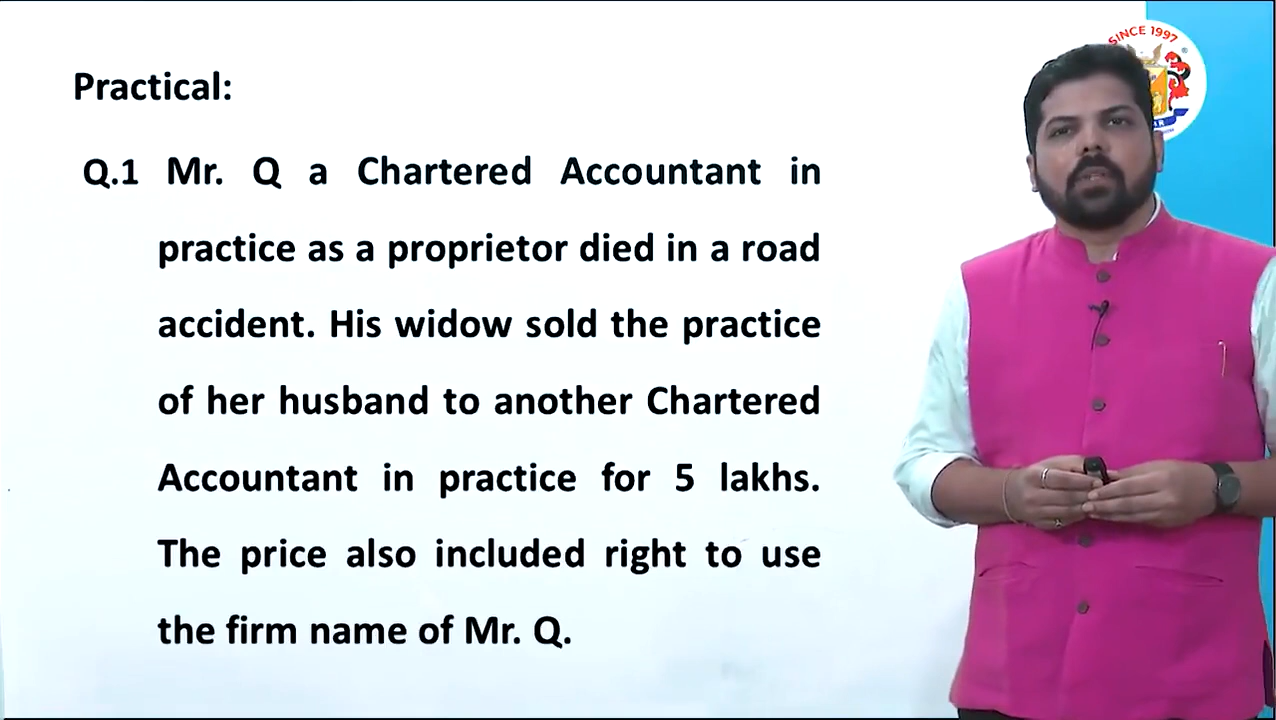 SINCE 1997
Practical:
Q.1 Mr. Q a Chartered Accountant in
practice as a proprietor died in a road
accident. His widow sold the practice
of her husband to another Chartered
Accountant in practice for 5 lakhs.
The price also included right to use
the firm name of Mr. Q.